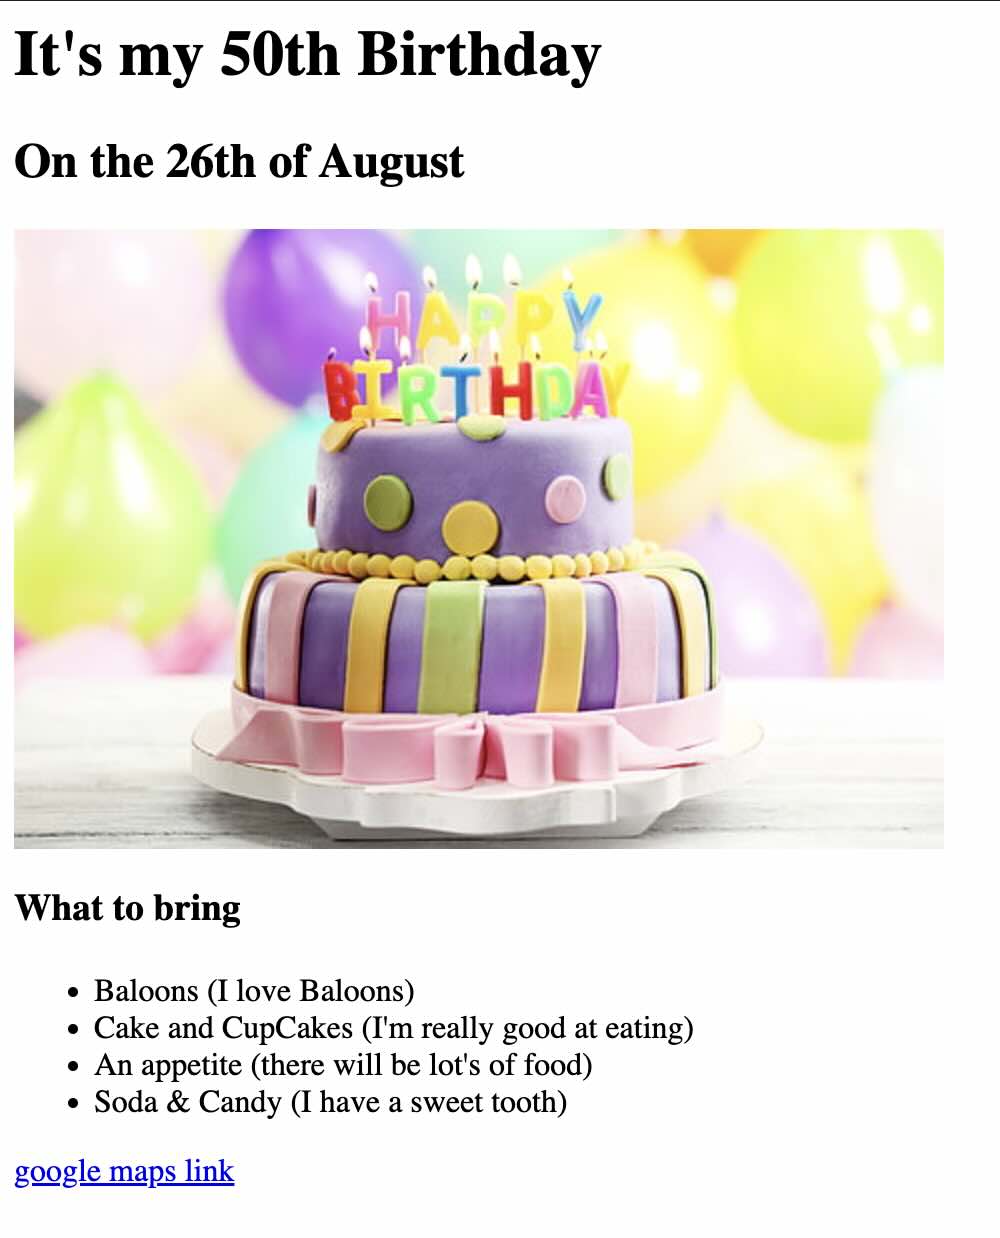 It's my 50th Birthday
On the 26th of August
HAPPY
BIRTHDAY
What to bring
Baloons (I love Baloons)
Cake and CupCakes (I'm really good at eating)
An appetite (there will be lot's of food)
Soda & Candy (I have a sweet tooth)
google maps link